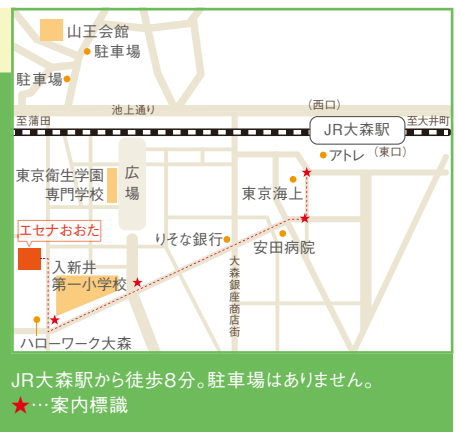 山王会館
駐車場
駐車場
池上通り
(西口)
至蒲田
JR大森駅
至大井町
アトレ
(東口)
東京衛生学園
専門学校
広場
東京海上
エセナおおた
りそな銀行
安田病院
入新井
第一小学校
大森銀座商店街
ハローワーク大森
JR大森駅から徒歩8分。駐車場はありません。
★…案内標識